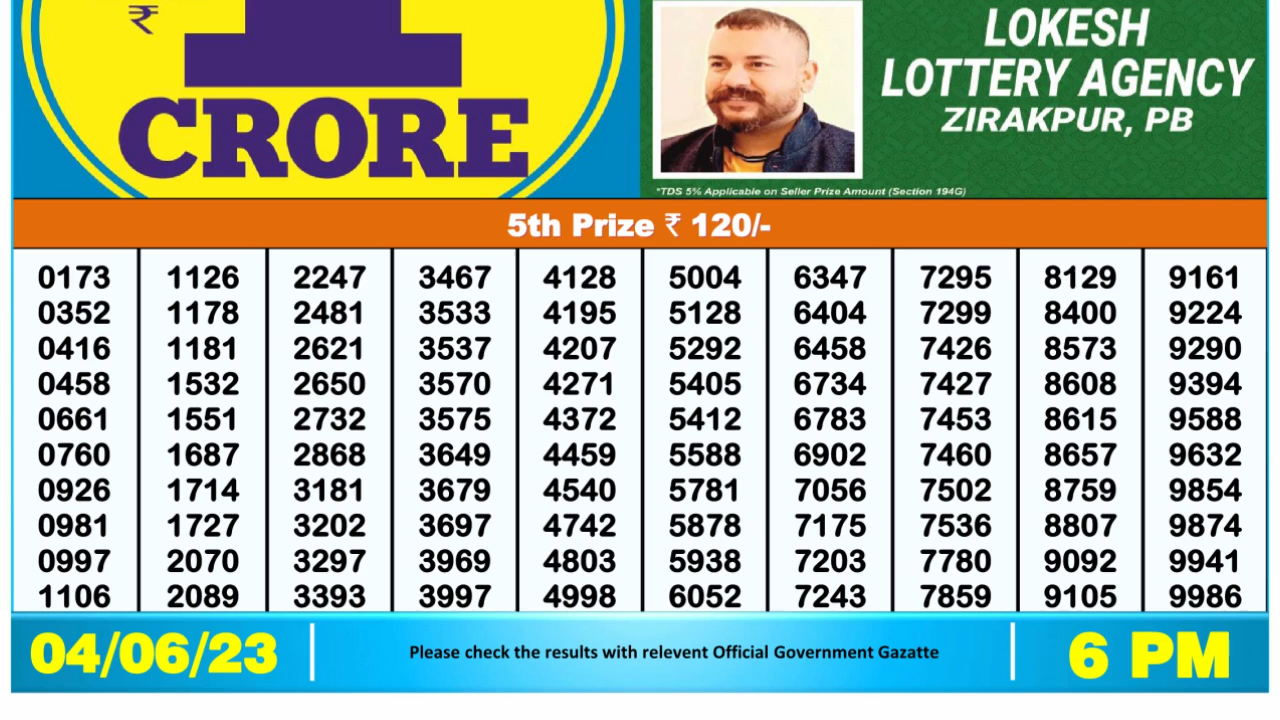 ₹
1
CRORE
LOKESH
LOTTERY AGENCY
ZIRAKPUR, PB
*TDS 5% Applicable on Seller Prize Amount (Section 194G)
5th Prize ₹ 120/-
0173 1126 2247 3467 4128 5004 6347 7295 8129 9161
0352 1178 2481 3533 4195 5128 6404 7299 8400 9224
0416 1181 2621 3537 4207 5292 6458 7426 8573 9290
0458 1532 2650 3570 4271 5405 6734 7427 8608 9394
0661 1551 2732 3575 4372 5412 6783 7453 8615 9588
0760 1687 2868 3649 4459 5588 6902 7460 8657 9632
0926 1714 3181 3679 4540 5781 7056 7502 8759 9854
0981 1727 3202 3697 4742 5878 7175 7536 8807 9874
0997 2070 3297 3969 4803 5938 7203 7780 9092 9941
1106 2089 3393 3997 4998 6052 7243 7859 9105 9986
04/06/23
Please check the results with relevent Official Government Gazatte
6 PM